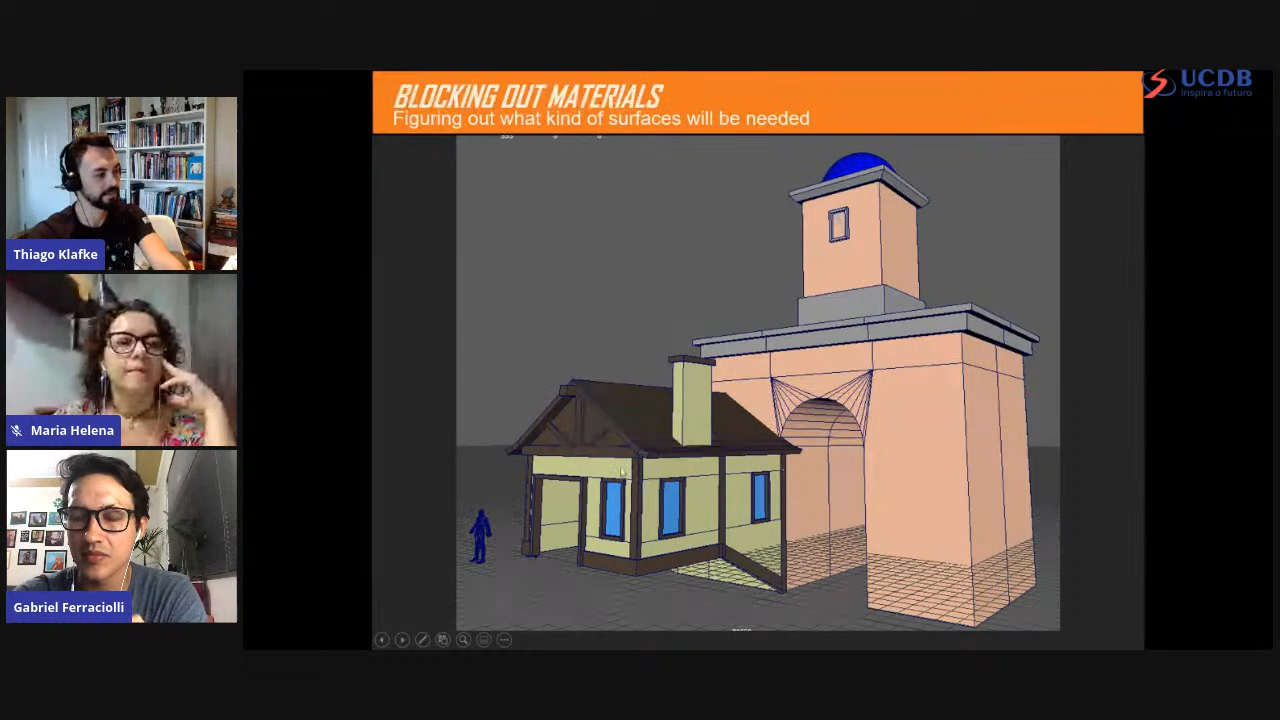 BLOCKING OUT MATERIALS
Figuring out what kind of surfaces will be needed
UCDB
Inspira o futuro
Thiago Klafke
Maria Helena
Gabriel Ferraciolli